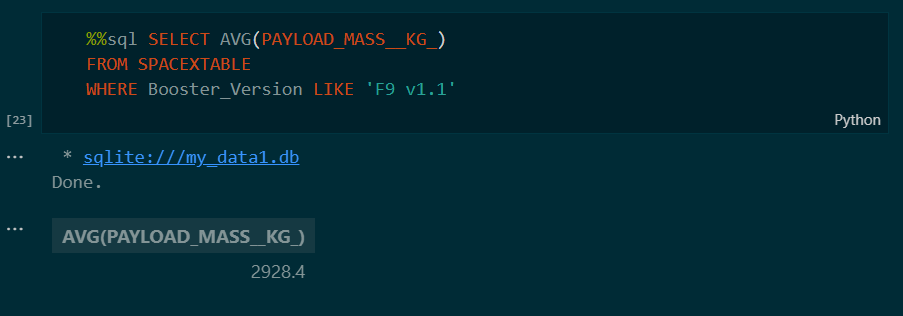 %%sql SELECT AVG(PAYLOAD_MASS__KG_)
FROM SPACEXTABLE
WHERE Booster_Version LIKE 'F9 v1.1'
[23]
Python
... * sqlite:///my_data1.db
Done.
...
AVG(PAYLOAD_MASS__KG_)
2928.4